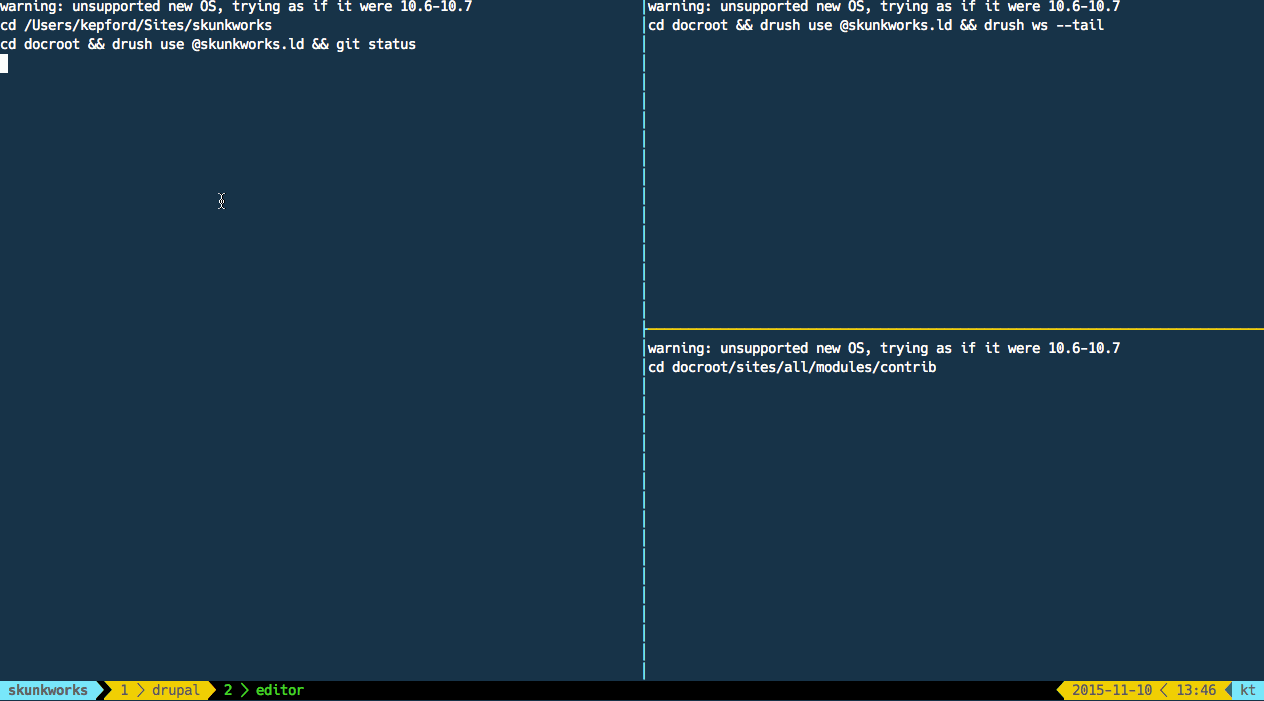 warning: unsupported new OS, trying as if it were 10.6-10.7
cd /Users/kepford/Sites/skunkworks
cd docroot && drush use @skunkworks.ld && git status
warning: unsupported new OS, trying as if it were 10.6-10.7
cd docroot && drush use @skunkworks.ld && drush ws --tail
warning: unsupported new OS, trying as if it were 10.6-10.7
cd docroot/sites/all/modules/contrib
skunkworks 1 drupal 2 editor 2015-11-10 13:46 kt